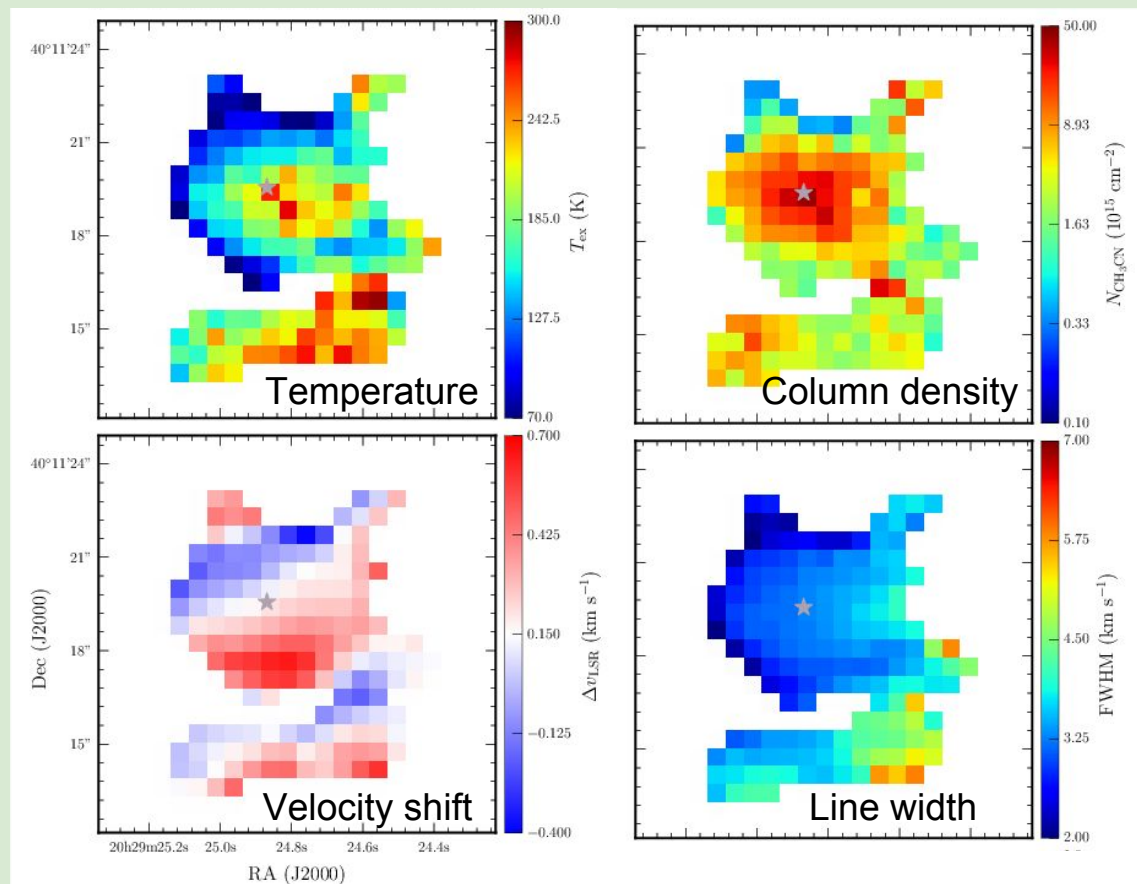 40°11'24"
21"
18"
15"
300.0
242.5
185.0
127.5
70.0
T_ex (K)
Temperature
50.00
8.93
1.63
0.33
0.10
N_CH₃CN (10¹⁵ cm⁻²)
Column density
40°11'24"
21"
18"
15"
Dec (J2000)
20h29m25.2s 25.0s 24.8s 24.6s 24.4s
RA (J2000)
0.700
0.425
0.150
−0.125
−0.400
Δv_LSR (km s⁻¹)
Velocity shift
7.00
5.75
4.50
3.25
2.00
FWHM (km s⁻¹)
Line width